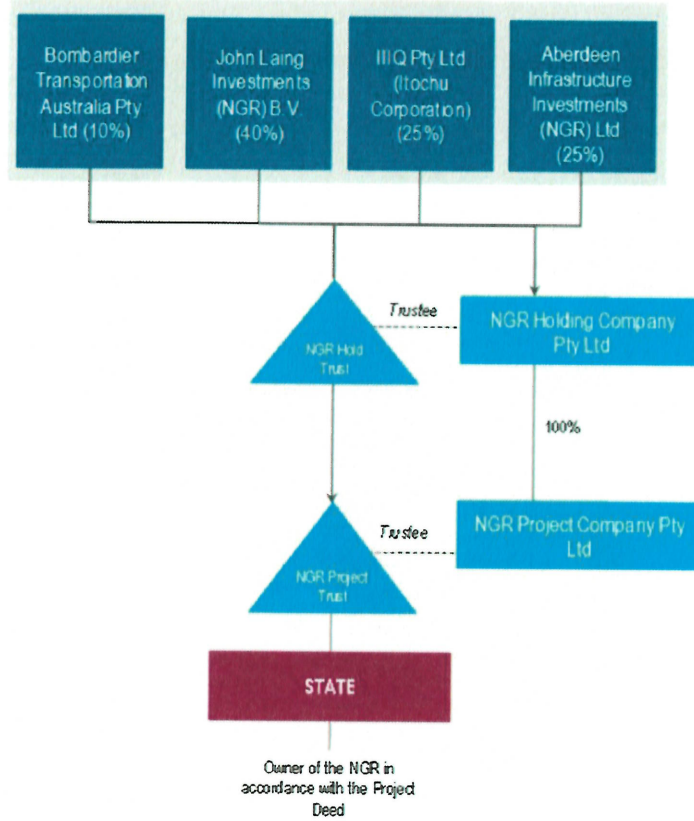 Bombardier
Transportation
Australia Pty
Ltd (10%)
John Laing
Investments
(NGR) B.V.
(40%)
IIIQ Pty Ltd
(Itochu
Corporation)
(25%)
Aberdeen
Infrastructure
Investments
(NGR) Ltd
(25%)
NGR Hold
Trust
Trustee
NGR Holding Company
Pty Ltd
100%
NGR Project
Trust
Trustee
NGR Project Company Pty
Ltd
STATE
Owner of the NGR in
accordance with the Project
Deed